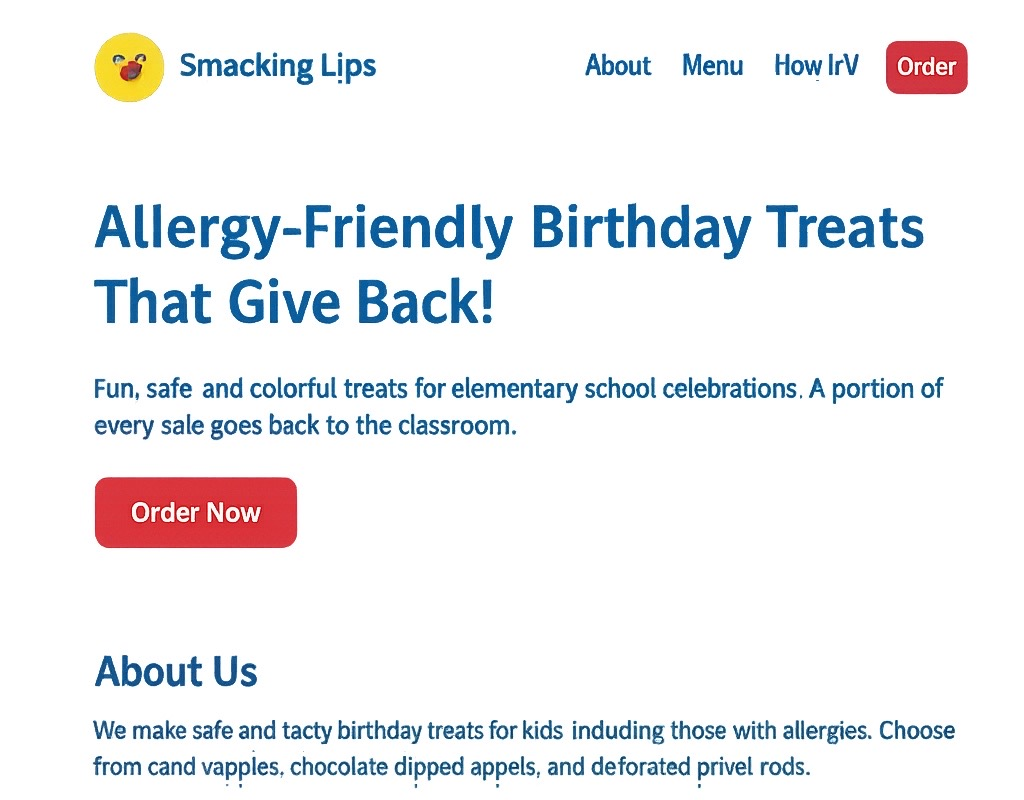 Smacking Lips
About Menu How IrV Order
Allergy-Friendly Birthday Treats
That Give Back!
Fun, safe and colorful treats for elementary school celebrations. A portion of
every sale goes back to the classroom.
Order Now
About Us
We make safe and tacty birthday treats for kids induding those with allergies. Choose
from cand vapples, chocolate dipped appels, and deforated privel rods.